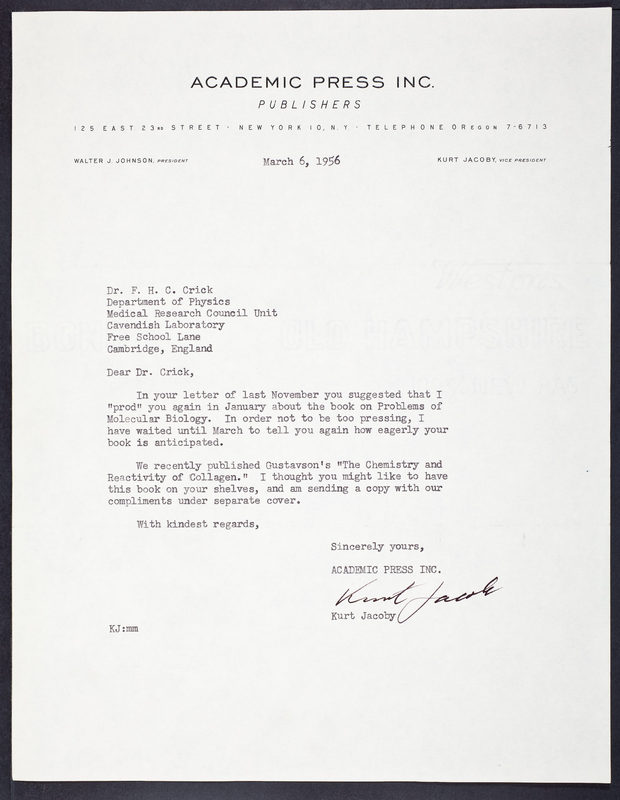 ACADEMIC PRESS INC.
PUBLISHERS
125 EAST 23RD STREET · NEW YORK 10, N.Y. · TELEPHONE OREGON 7-6713
WALTER J. JOHNSON, PRESIDENT
March 6, 1956
KURT JACOBY, VICE PRESIDENT
Dr. F. H. C. Crick
Department of Physics
Medical Research Council Unit
Cavendish Laboratory
Free School Lane
Cambridge, England
Dear Dr. Crick,
In your letter of last November you suggested that I
"prod" you again in January about the book on Problems of
Molecular Biology. In order not to be too pressing, I
have waited until March to tell you again how eagerly your
book is anticipated.
We recently published Gustavson's "The Chemistry and
Reactivity of Collagen." I thought you might like to have
this book on your shelves, and am sending a copy with our
compliments under separate cover.
With kindest regards,
Sincerely yours,
ACADEMIC PRESS INC.
Kurt Jacoby
Kurt Jacoby
KJ:mm